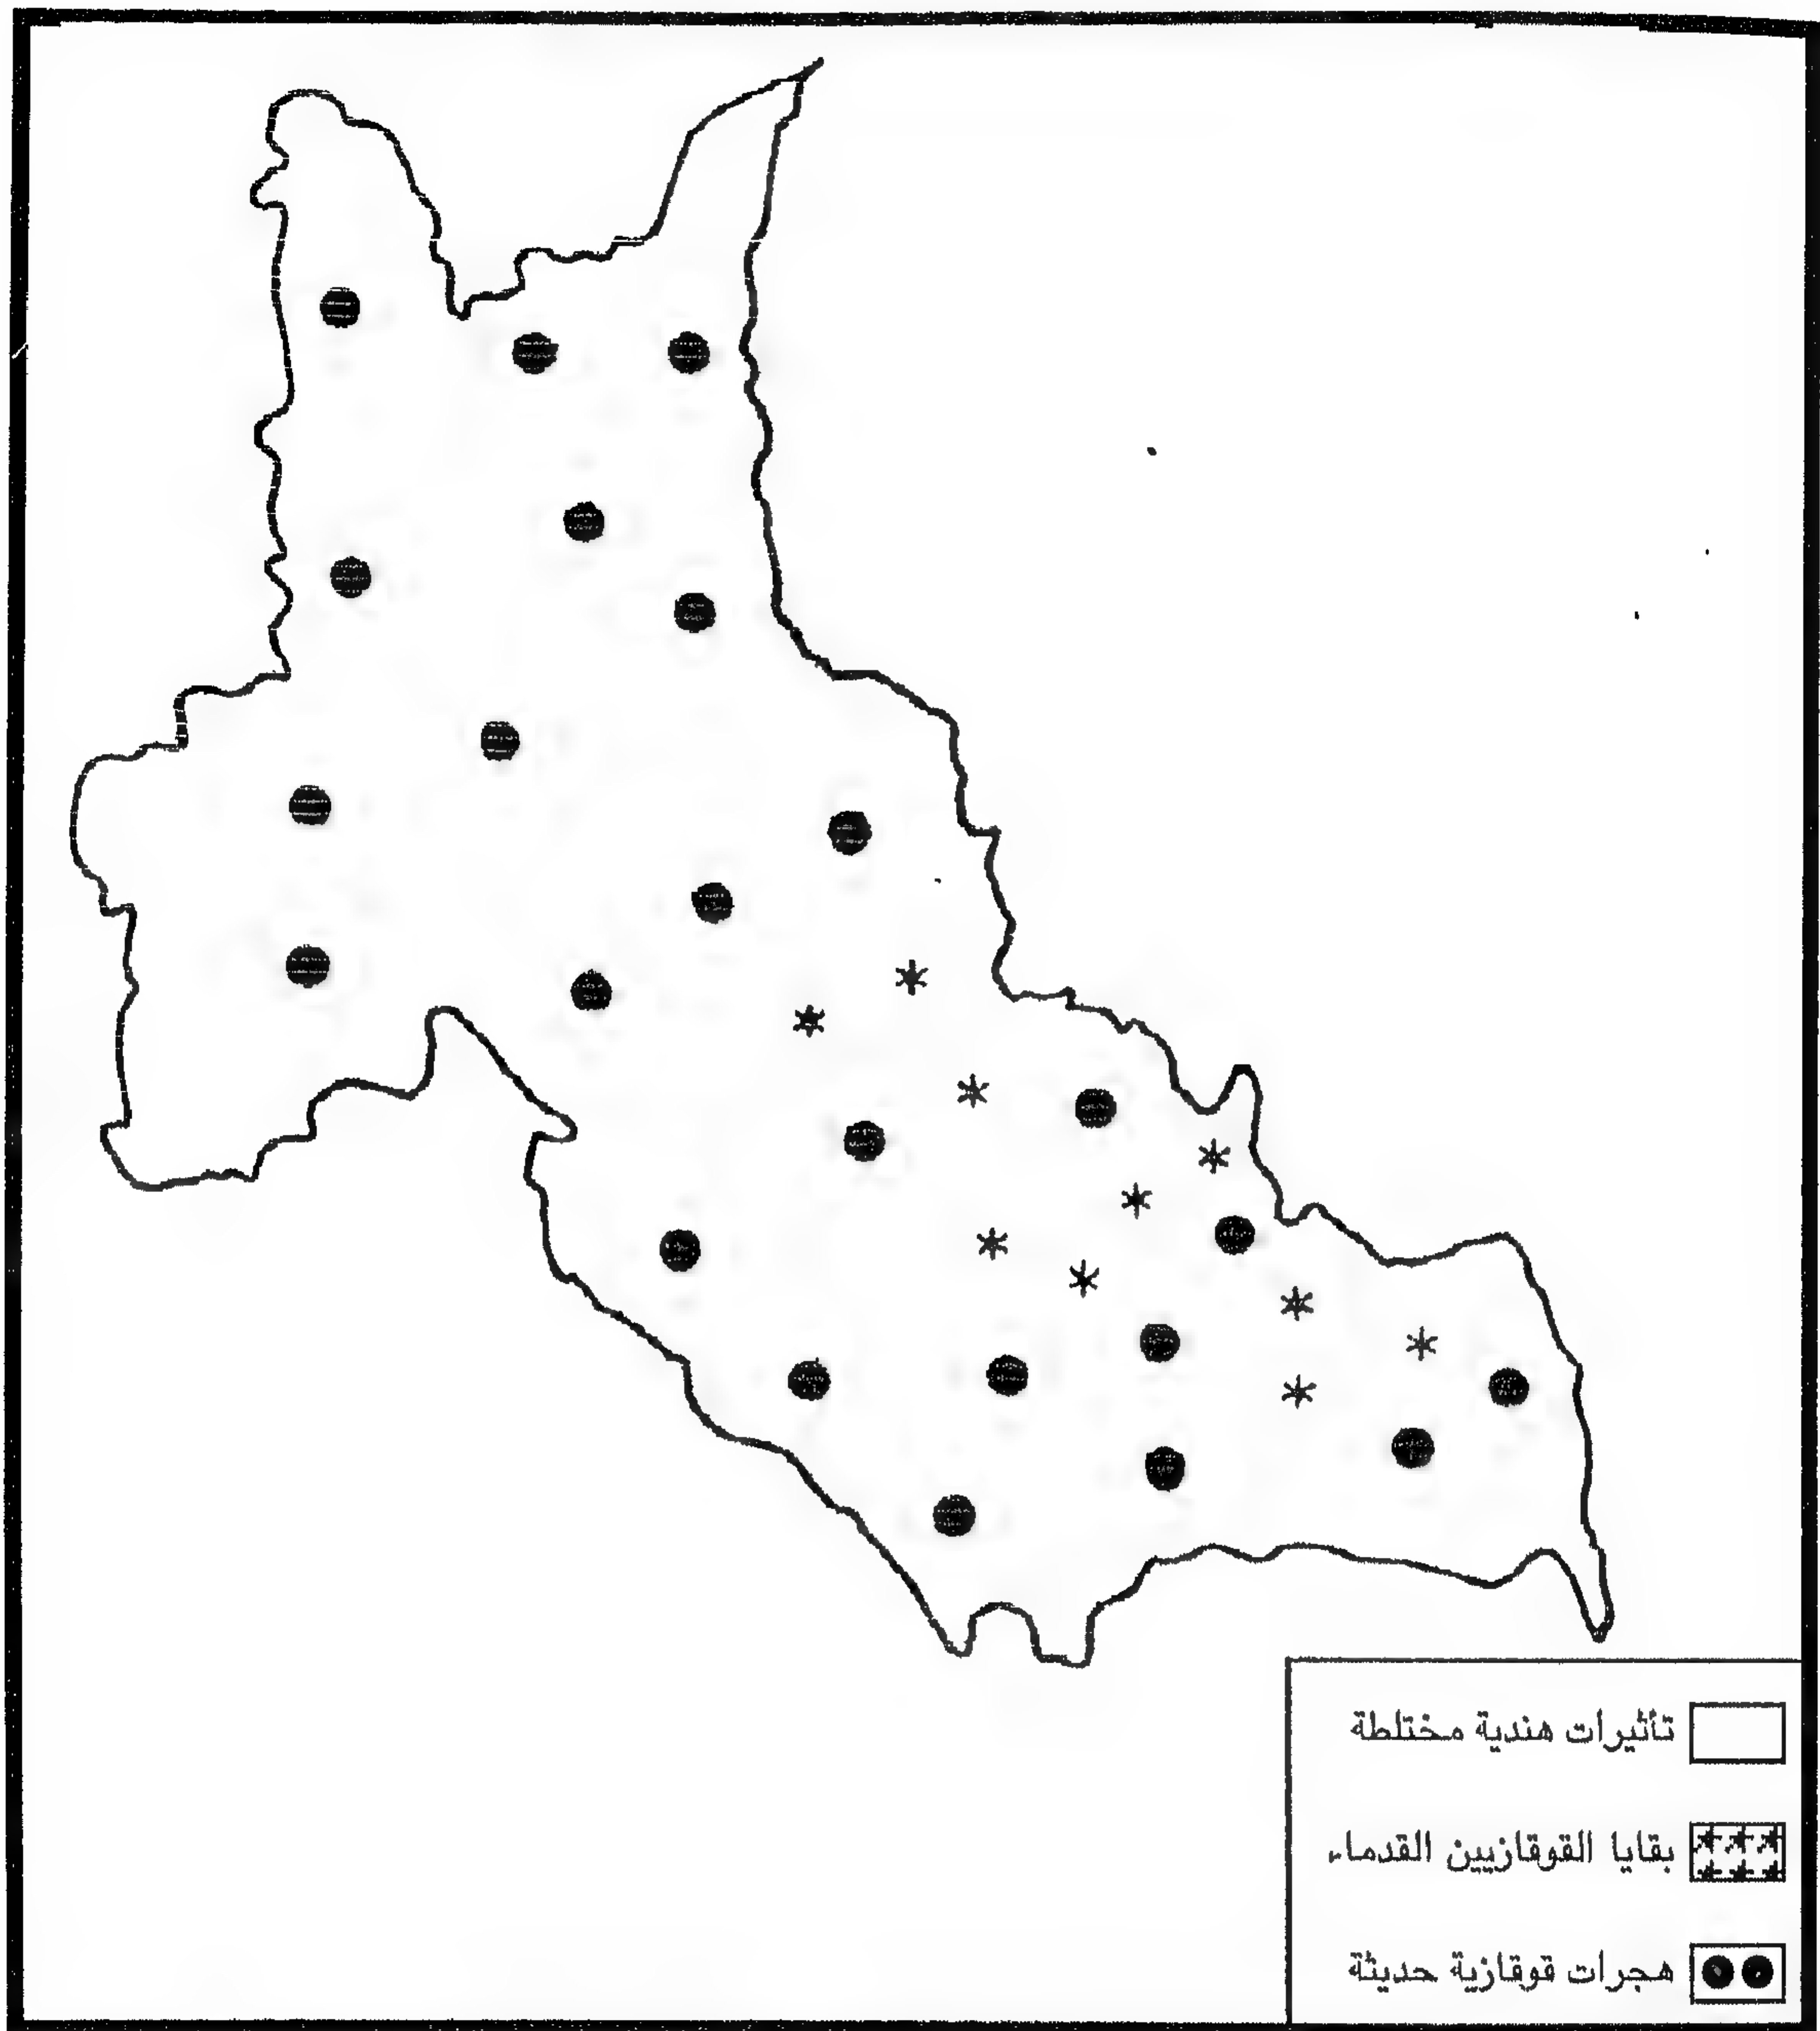 تأثيرات هندية مختلطة
بقايا القوقازيين القدماء
هجرات قوقازية حديثة